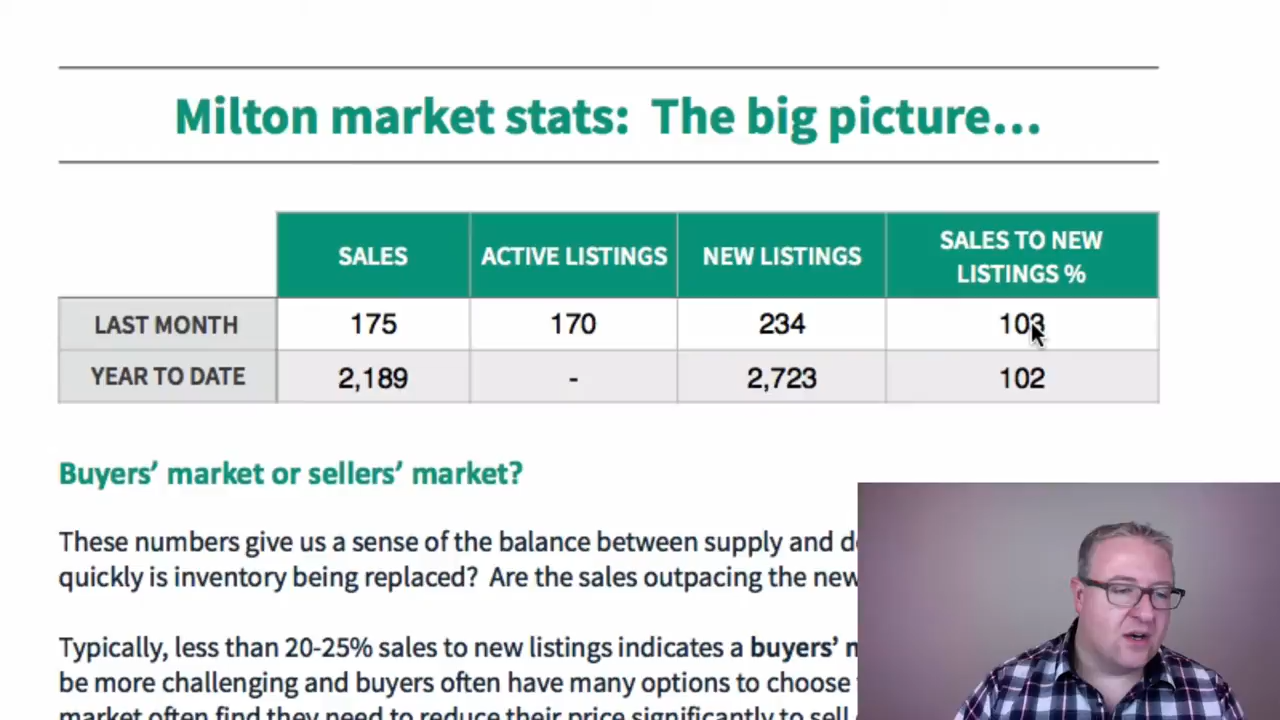 Milton market stats: The big picture...
SALES
ACTIVE LISTINGS
NEW LISTINGS
SALES TO NEW
LISTINGS %
LAST MONTH
175
170
234
103
YEAR TO DATE
2,189
-
2,723
102
Buyers’ market or sellers’ market?
These numbers give us a sense of the balance between supply and
quickly is inventory being replaced? Are the sales outpacing the new
Typically, less than 20-25% sales to new listings indicates a buyers’
be more challenging and buyers often have many options to choose
market often find they need to reduce their price significantly to sell